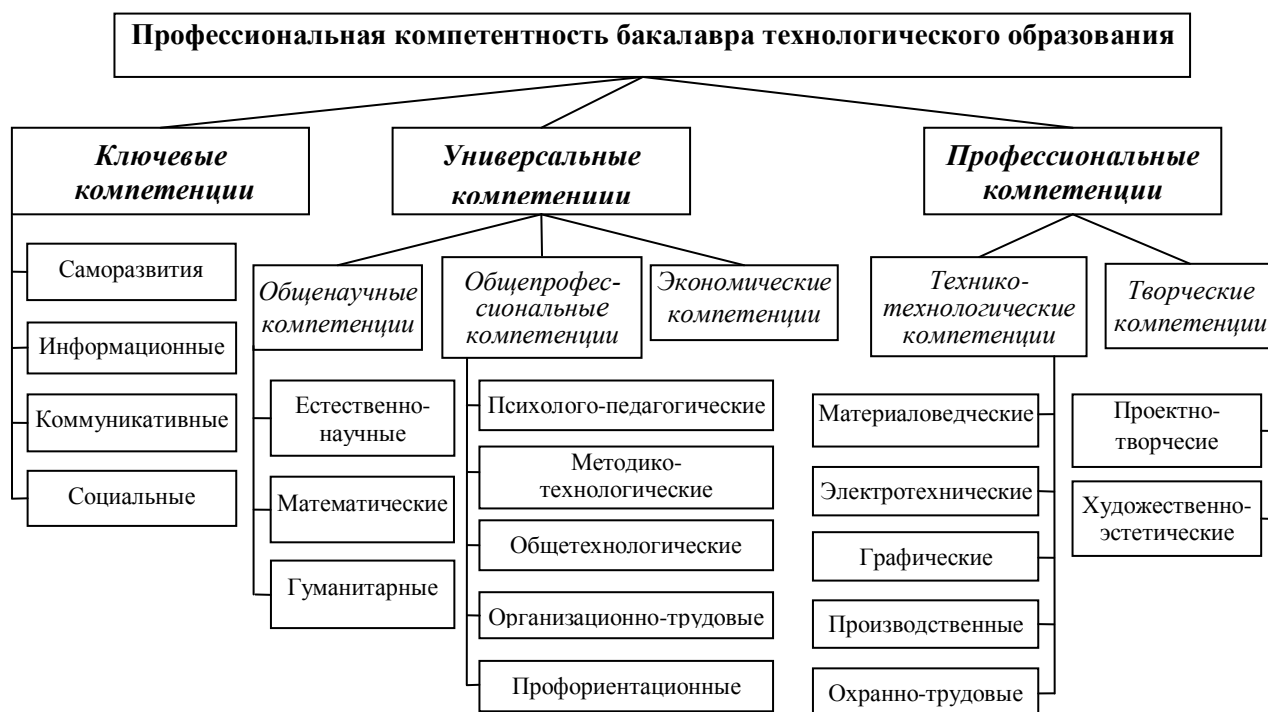 Профессиональная компетентность бакалавра технологического образования
Ключевые
компетенции
Универсальные
компетенции
Профессиональные
компетенции
Саморазвития
Информационные
Коммуникативные
Социальные
Общенаучные
компетенции
Общепрофес-
сиональные
компетенции
Экономические
компетенции
Технико-
технологические
компетенции
Творческие
компетенции
Естественно-
научные
Математические
Гуманитарные
Психолого-педагогические
Методико-
технологические
Общетехнологические
Организационно-трудовые
Профориентационные
Материаловедческие
Электротехнические
Графические
Производственные
Охранно-трудовые
Проектно-
творчесие
Художественно-
эстетические